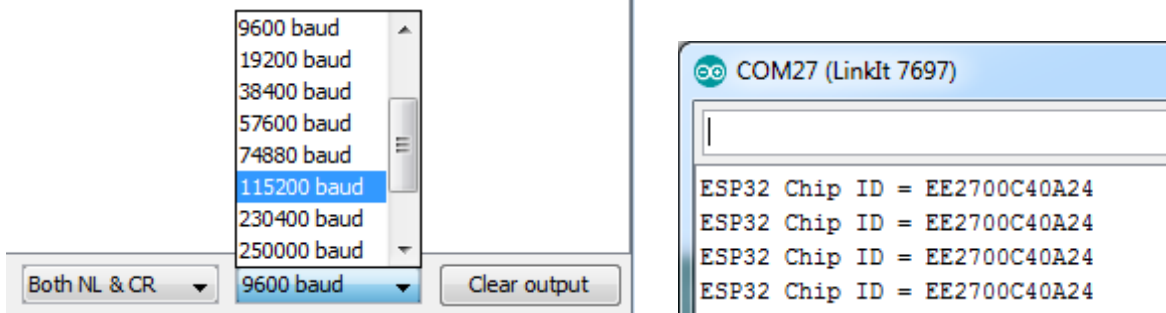 9600 baud
19200 baud
38400 baud
57600 baud
74880 baud
115200 baud
230400 baud
250000 baud
Both NL & CR
9600 baud
Clear output
COM27 (LinkIt 7697)
ESP32 Chip ID = EE2700C40A24
ESP32 Chip ID = EE2700C40A24
ESP32 Chip ID = EE2700C40A24
ESP32 Chip ID = EE2700C40A24